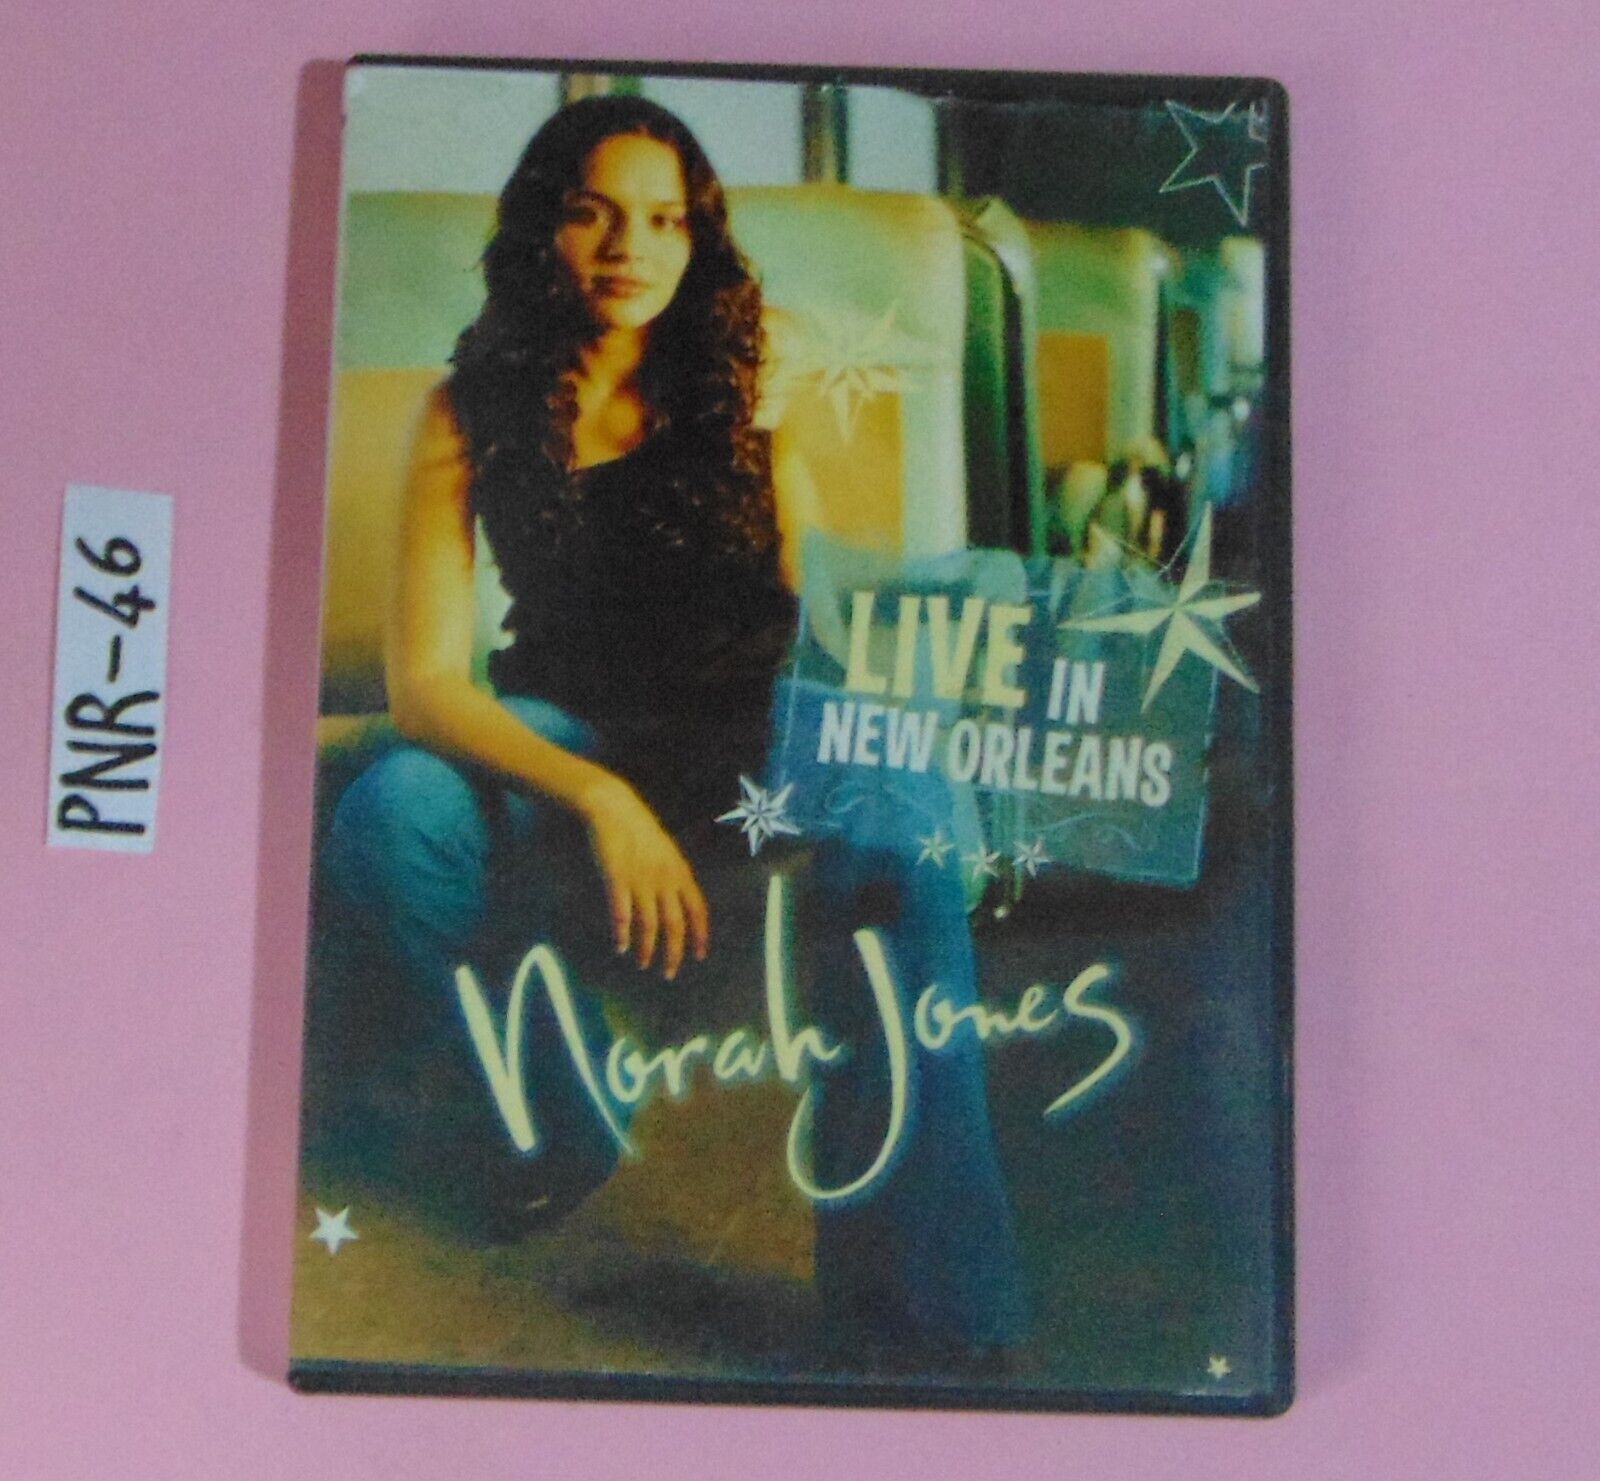 PNR-46
LIVE IN
NEW ORLEANS
Norah Jones